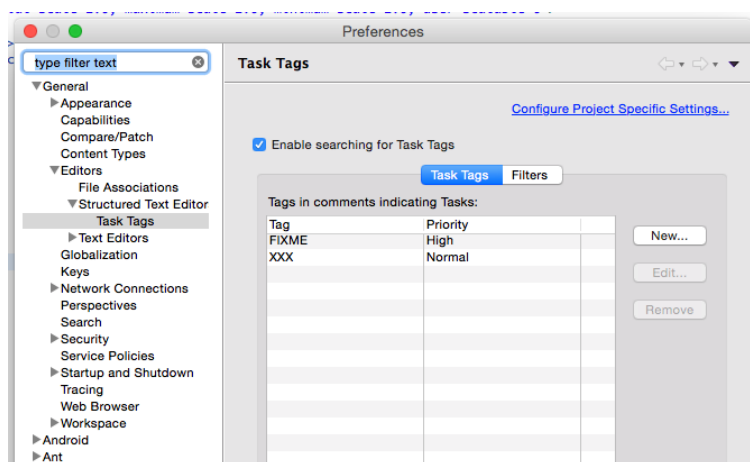 Preferences
type filter text
Task Tags
▼General
▶Appearance
Capabilities
Compare/Patch
Content Types
▼Editors
File Associations
▼Structured Text Editor
Task Tags
▶Text Editors
Globalization
Keys
▶Network Connections
Perspectives
Search
▶Security
Service Policies
▶Startup and Shutdown
Tracing
Web Browser
▶Workspace
▶Android
▶Ant
Configure Project Specific Settings...
Enable searching for Task Tags
Task Tags Filters
Tags in comments indicating Tasks:
Tag Priority
FIXME High
XXX Normal
New...
Edit...
Remove